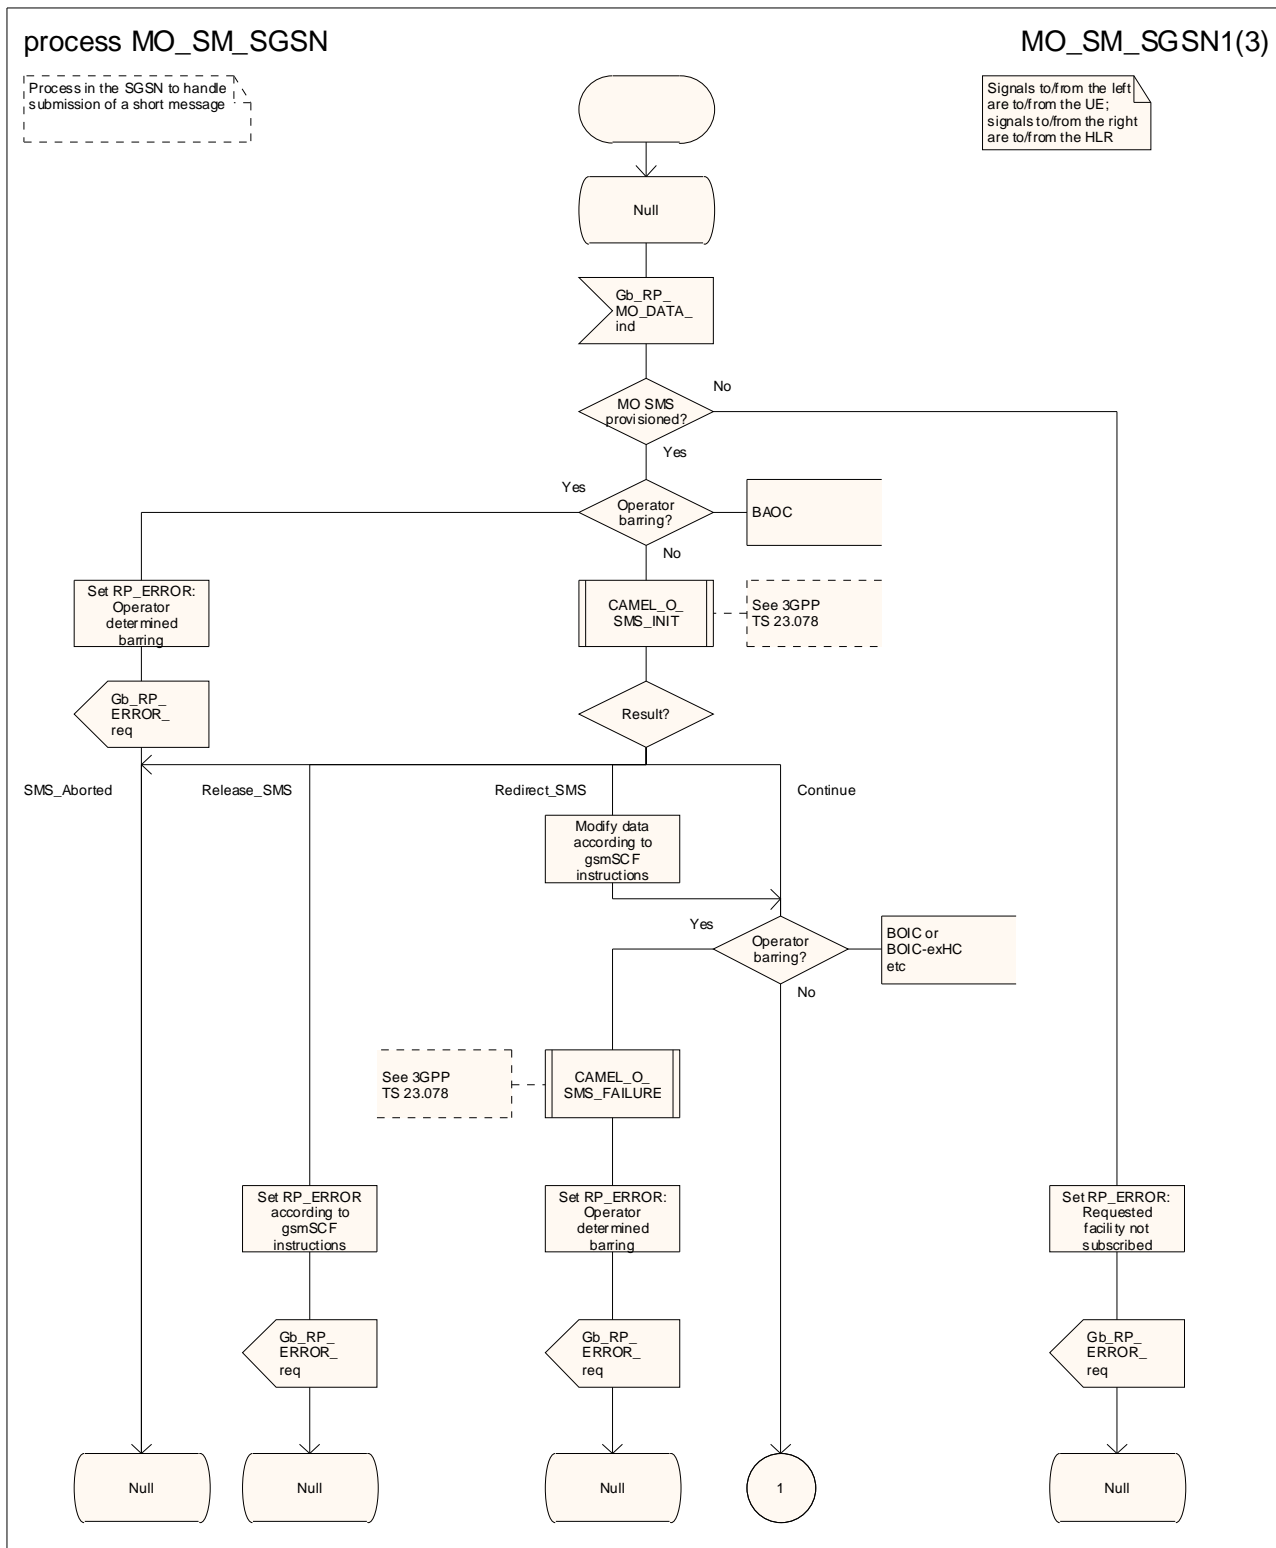 process MO_SM_SGSN
MO_SM_SGSN1(3)
Process in the SGSN to handle
submission of a short message
Signals to/from the left
are to/from the UE;
signals to/from the right
are to/from the HLR
Null
Gb_RP_
MO_DATA_
ind
No
MO SMS
provisioned?
Yes
Yes
Operator
barring?
BAOC
No
Set RP_ERROR:
Operator
determined
barring
CAMEL_O_
SMS_INIT
See 3GPP
TS 23.078
Gb_RP_
ERROR_
req
Result?
SMS_Aborted
Release_SMS
Redirect_SMS
Continue
Modify data
according to
gsmSCF
instructions
Yes
Operator
barring?
BOIC or
BOIC-exHC
etc
No
See 3GPP
TS 23.078
CAMEL_O_
SMS_FAILURE
Set RP_ERROR
according to
gsmSCF
instructions
Set RP_ERROR:
Operator
determined
barring
Set RP_ERROR:
Requested
facility not
subscribed
Gb_RP_
ERROR_
req
Gb_RP_
ERROR_
req
Gb_RP_
ERROR_
req
Null
Null
Null
1
Null